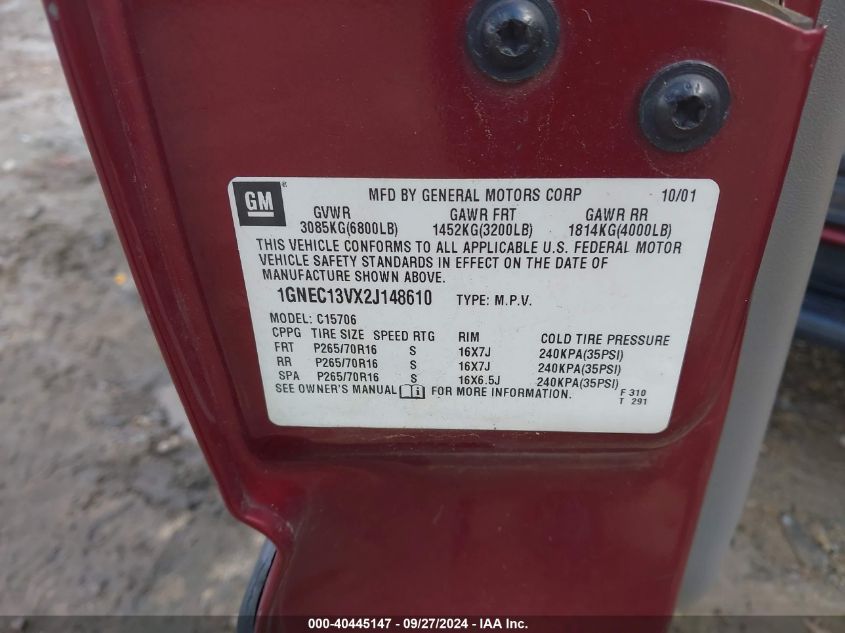 GM ® MFD BY GENERAL MOTORS CORP 10/01
GVWR GAWR FRT GAWR RR
3085KG(6800LB) 1452KG(3200LB) 1814KG(4000LB)
THIS VEHICLE CONFORMS TO ALL APPLICABLE U.S. FEDERAL MOTOR
VEHICLE SAFETY STANDARDS IN EFFECT ON THE DATE OF
MANUFACTURE SHOWN ABOVE.
1GNEC13VX2J148610 TYPE: M.P.V.
MODEL: C15706
CPPG TIRE SIZE SPEED RTG RIM COLD TIRE PRESSURE
FRT P265/70R16 S 16X7J 240KPA(35PSI)
RR P265/70R16 S 16X7J 240KPA(35PSI)
SPA P265/70R16 S 16X6.5J 240KPA(35PSI)
SEE OWNER'S MANUAL FOR MORE INFORMATION. F 310
T 291
000-40445147 - 09/27/2024 - IAA Inc.